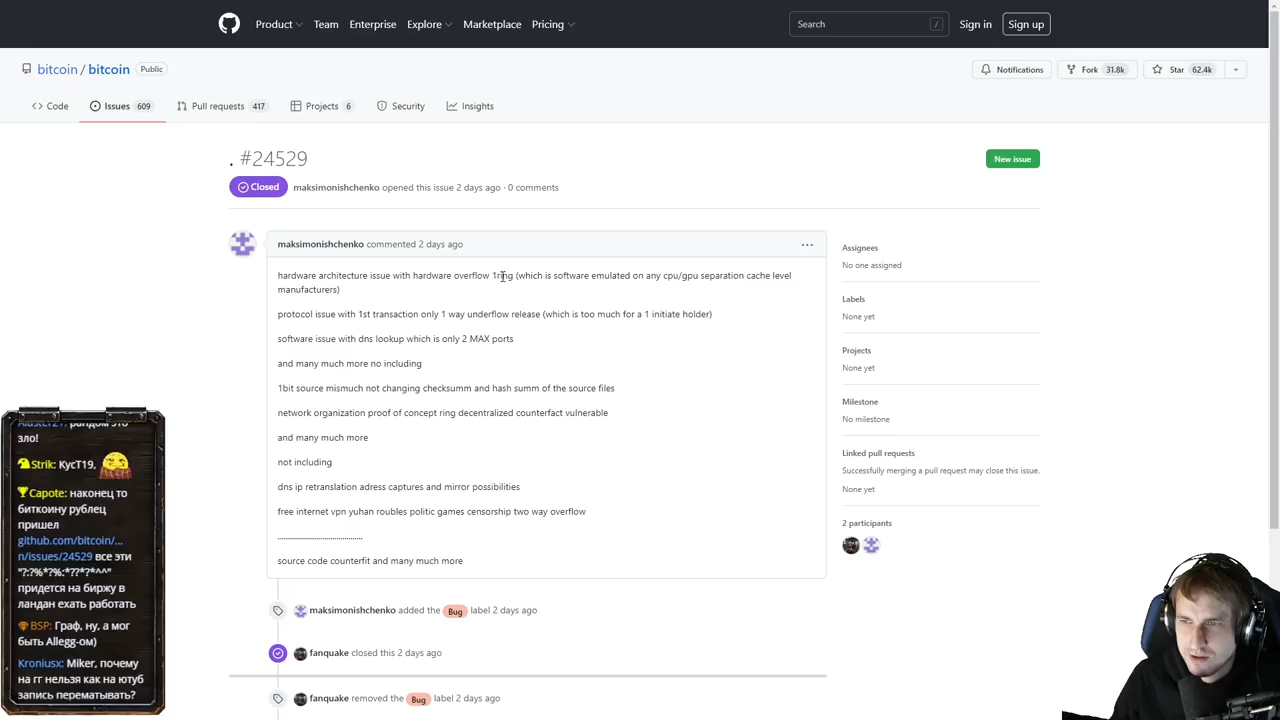 Product Team Enterprise Explore Marketplace Pricing Search / Sign in Sign up
bitcoin / bitcoin Public Notifications Fork 31.8k Star 62.4k
Code Issues 609 Pull requests 417 Projects 6 Security Insights
. #24529 New issue
Closed maksimonishchenko opened this issue 2 days ago · 0 comments
maksimonishchenko commented 2 days ago
hardware architecture issue with hardware overflow 1ring (which is software emulated on any cpu/gpu separation cache level
manufacturers)
protocol issue with 1st transaction only 1 way underflow release (which is too much for a 1 initiate holder)
software issue with dns lookup which is only 2 MAX ports
and many much more no including
1bit source mismuch not changing checksumm and hash summ of the source files
network organization proof of concept ring decentralized counterfact vulnerable
and many much more
not including
dns ip retranslation adress captures and mirror possibilities
free internet vpn yuhan roubles politic games censorship two way overflow
........................................
source code counterfit and many much more
maksimonishchenko added the Bug label 2 days ago
fanquake closed this 2 days ago
fanquake removed the Bug label 2 days ago
Assignees
No one assigned
Labels
None yet
Projects
None yet
Milestone
No milestone
Linked pull requests
Successfully merging a pull request may close this issue.
None yet
2 participants
рандом это
зло!
Strik: КусТ19,
Capote: наконец то
биткоину рублец
пришел
github.com/bitcoin/...
n/issues/24529 все эти
"?:?%*?%:*??*?*^^"
придется на биржу в
ландан ехать работать
BSP: Граф, ну, а мог
быть Allegg-ом)
Kroniusx: Miker, почему
на гг нельзя как на ютуб
запись перематывать?